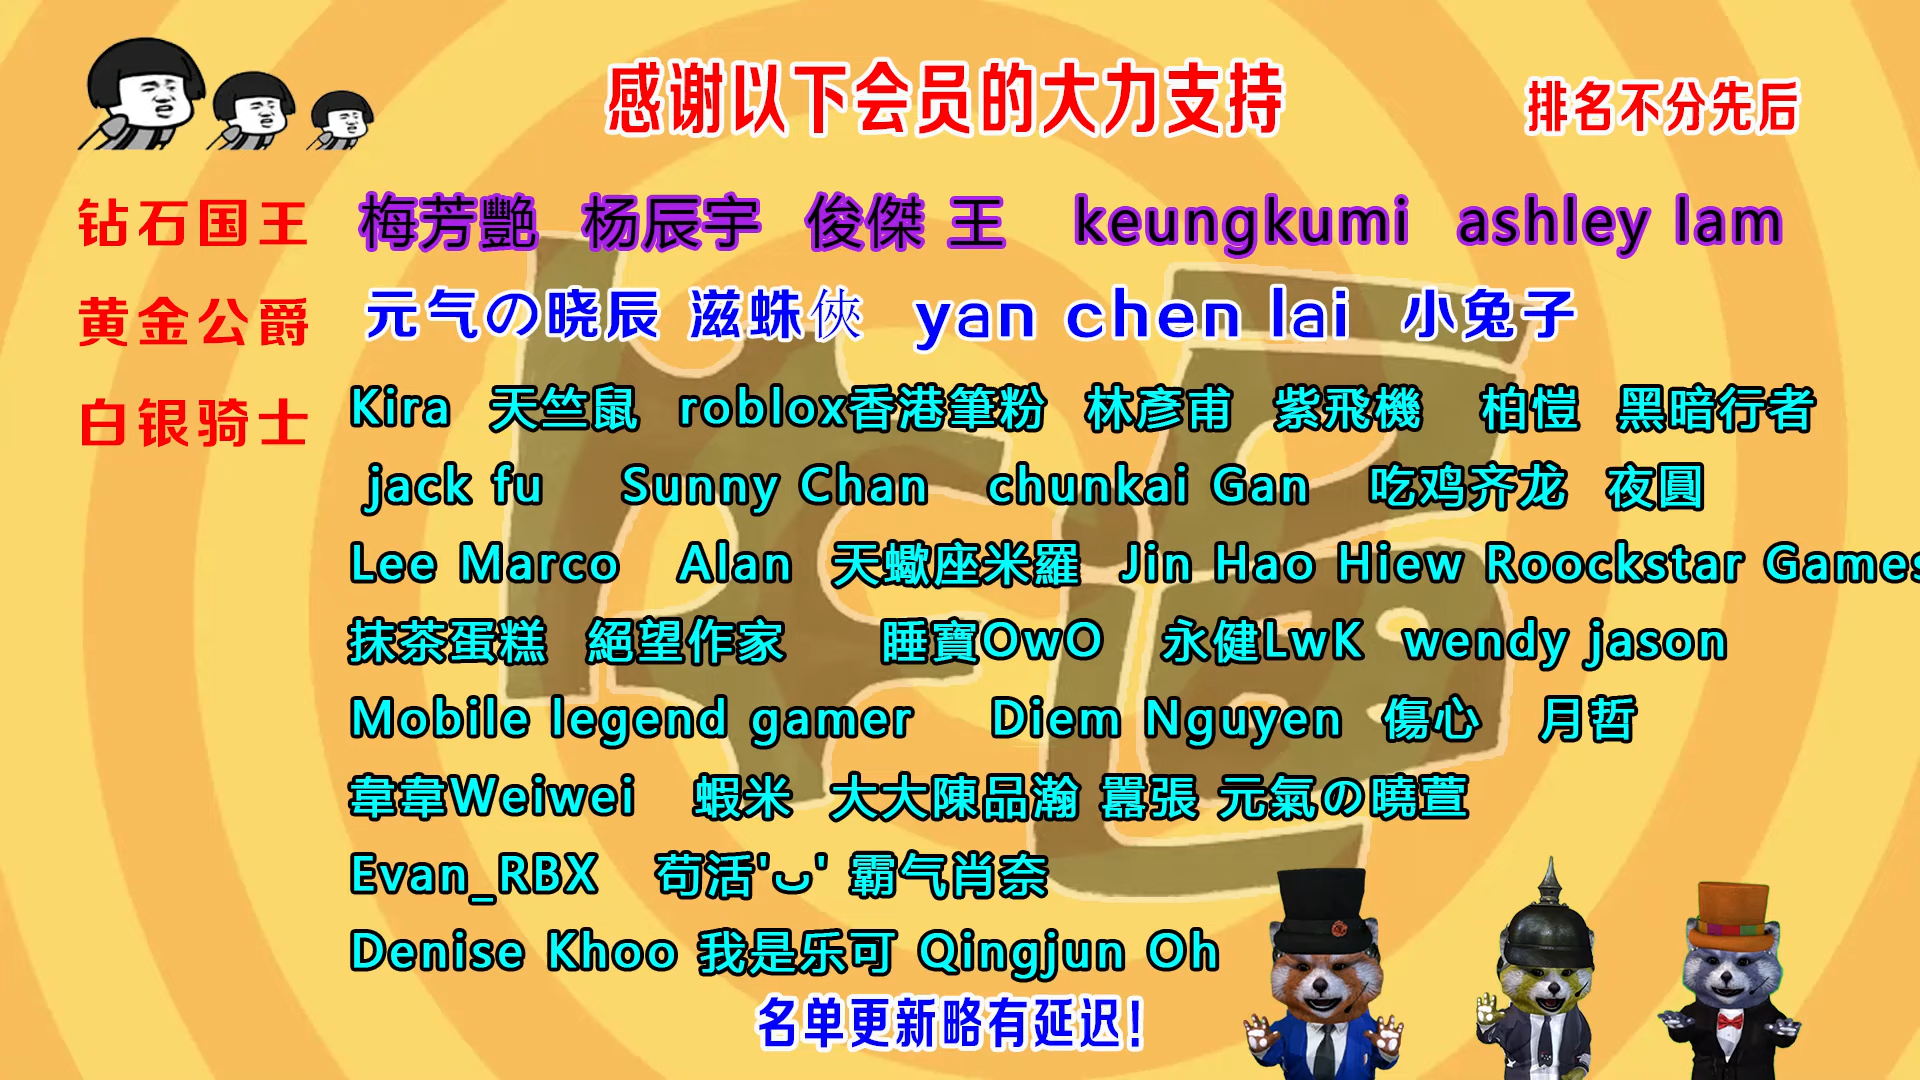 感谢以下会员的大力支持 排名不分先后
钻石国王 梅芳艷 杨辰宇 俊傑 王 keungkumi ashley lam
黄金公爵 元气の晓辰 滋蛛俠 yan chen lai 小兔子
白银骑士 Kira 天竺鼠 roblox香港筆粉 林彥甫 紫飛機 柏愷 黑暗行者
jack fu Sunny Chan chunkai Gan 吃鸡齐龙 夜圓
Lee Marco Alan 天蠍座米羅 Jin Hao Hiew Roockstar Games
抹茶蛋糕 絕望作家 睡寶OwO 永健LwK wendy jason
Mobile legend gamer Diem Nguyen 傷心 月哲
韋韋Weiwei 蝦米 大大陳品瀚 囂張 元氣の曉萱
Evan_RBX 苟活'ᴗ' 霸气肖奈
Denise Khoo 我是乐可 Qingjun Oh
名单更新略有延迟!